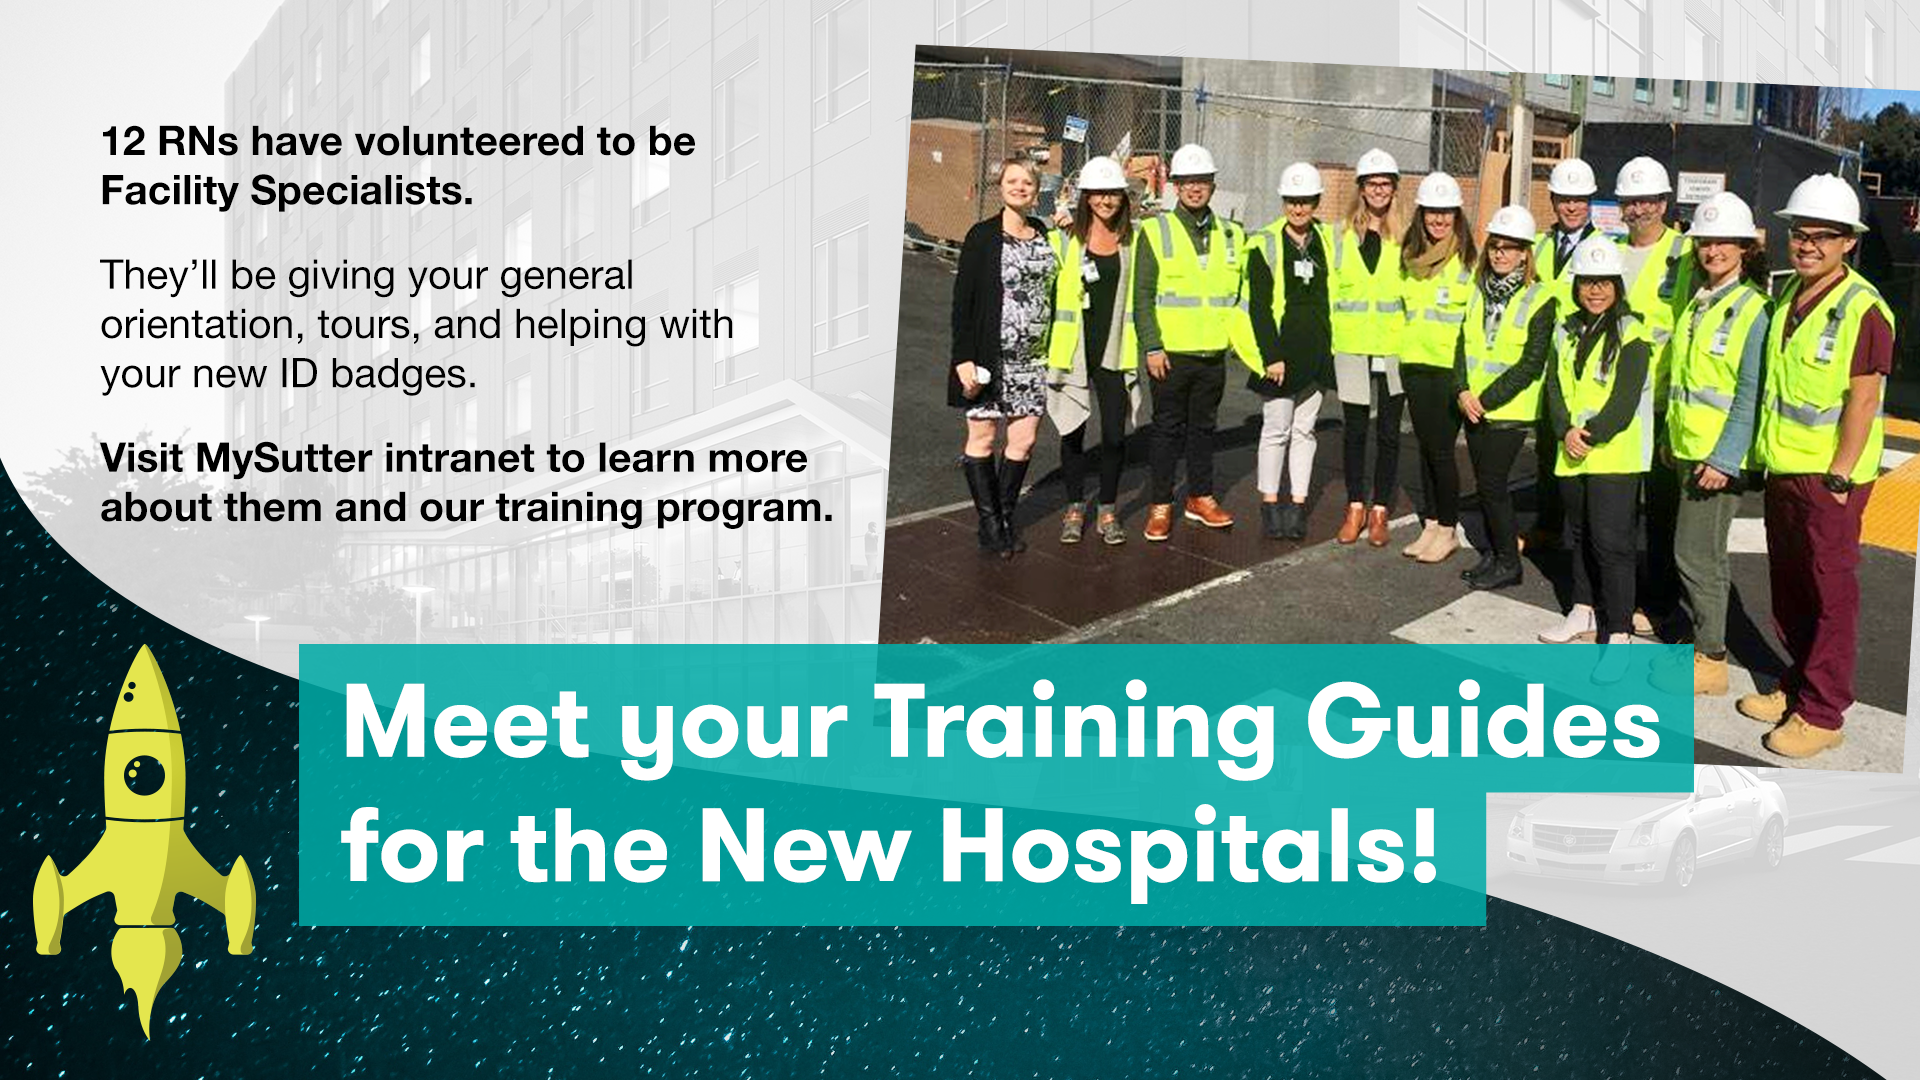 12 RNs have volunteered to be
Facility Specialists.
They’ll be giving your general
orientation, tours, and helping with
your new ID badges.
Visit MySutter intranet to learn more
about them and our training program.
Meet your Training Guides
for the New Hospitals!